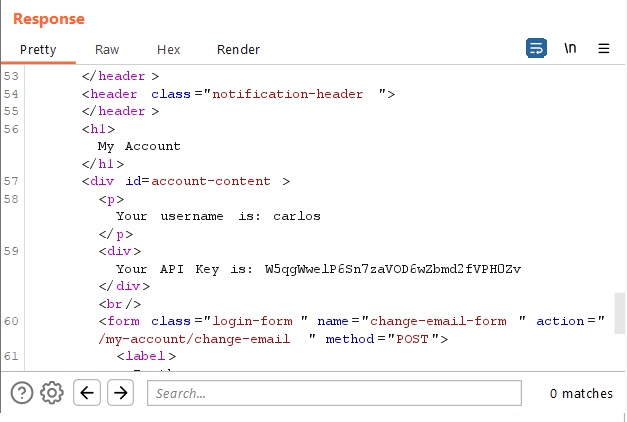 Response
Pretty Raw Hex Render \n
53 </header>
54 <header class="notification-header">
55 </header>
56 <h1>
My Account
</h1>
57 <div id=account-content>
58 <p>
Your username is: carlos
</p>
59 <div>
Your API Key is: W5qgWwelP6Sn7zaVOD6wZbmd2fVPHUZv
</div>
<br/>
60 <form class="login-form" name="change-email-form" action="
/my-account/change-email" method="POST">
61 <label>
Search...
0 matches